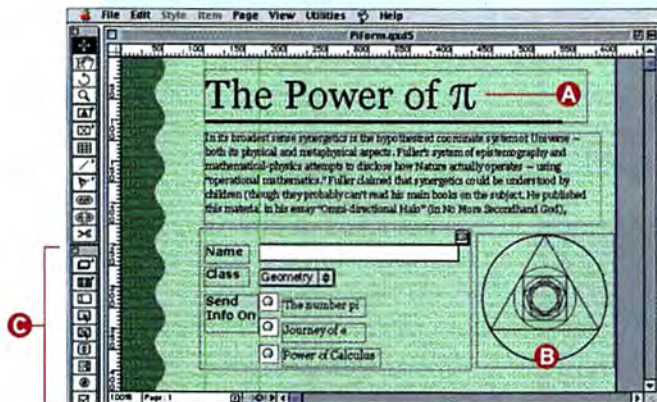 File Edit Style Item Page View Utilities Help
PiForm.qxd5
The Power of π
A
In its broadest sense synergetics is the hypothesized coordinate system of Universe —
both its physical and metaphysical aspects. Fuller's system of epistemography and
mathematical-physics attempts to disclose how Nature actually operates — using
"operational mathematics." Fuller claimed that synergetics could be understood by
children (though they probably can't read his main books on the subject. He published
this material in his essay "Omni-directional Halo" (in No More Secondhand God),
Name
Class Geometry
Send
Info On
The number pi
Journey of e
Power of Calculus
B
C
100% Page: 1